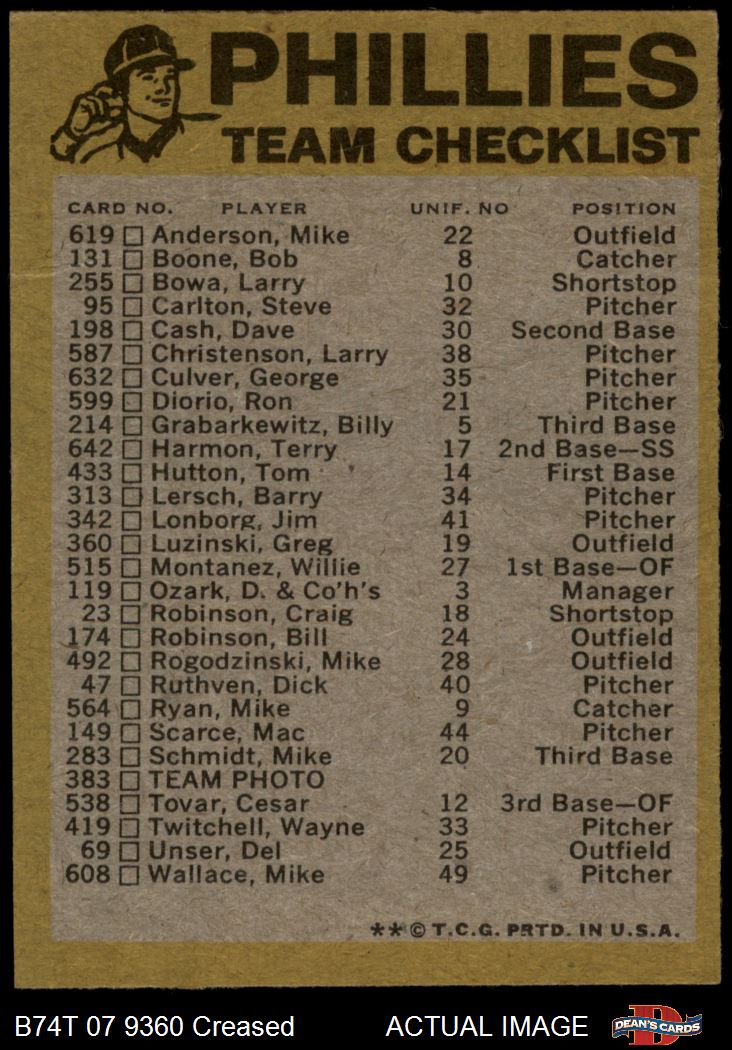 PHILLIES
TEAM CHECKLIST
CARD NO. PLAYER UNIF. NO POSITION
619 □ Anderson, Mike 22 Outfield
131 □ Boone, Bob 8 Catcher
255 □ Bowa, Larry 10 Shortstop
95 □ Carlton, Steve 32 Pitcher
198 □ Cash, Dave 30 Second Base
587 □ Christenson, Larry 38 Pitcher
632 □ Culver, George 35 Pitcher
599 □ Diorio, Ron 21 Pitcher
214 □ Grabarkewitz, Billy 5 Third Base
642 □ Harmon, Terry 17 2nd Base—SS
433 □ Hutton, Tom 14 First Base
313 □ Lersch, Barry 34 Pitcher
342 □ Lonborg, Jim 41 Pitcher
360 □ Luzinski, Greg 19 Outfield
515 □ Montanez, Willie 27 1st Base—OF
119 □ Ozark, D. & Co'h's 3 Manager
23 □ Robinson, Craig 18 Shortstop
174 □ Robinson, Bill 24 Outfield
492 □ Rogodzinski, Mike 28 Outfield
47 □ Ruthven, Dick 40 Pitcher
564 □ Ryan, Mike 9 Catcher
149 □ Scarce, Mac 44 Pitcher
283 □ Schmidt, Mike 20 Third Base
383 □ TEAM PHOTO
538 □ Tovar, Cesar 12 3rd Base—OF
419 □ Twitchell, Wayne 33 Pitcher
69 □ Unser, Del 25 Outfield
608 □ Wallace, Mike 49 Pitcher
**© T.C.G. PRTD. IN U.S.A.
B74T 07 9360 Creased ACTUAL IMAGE DEAN'S CARDS